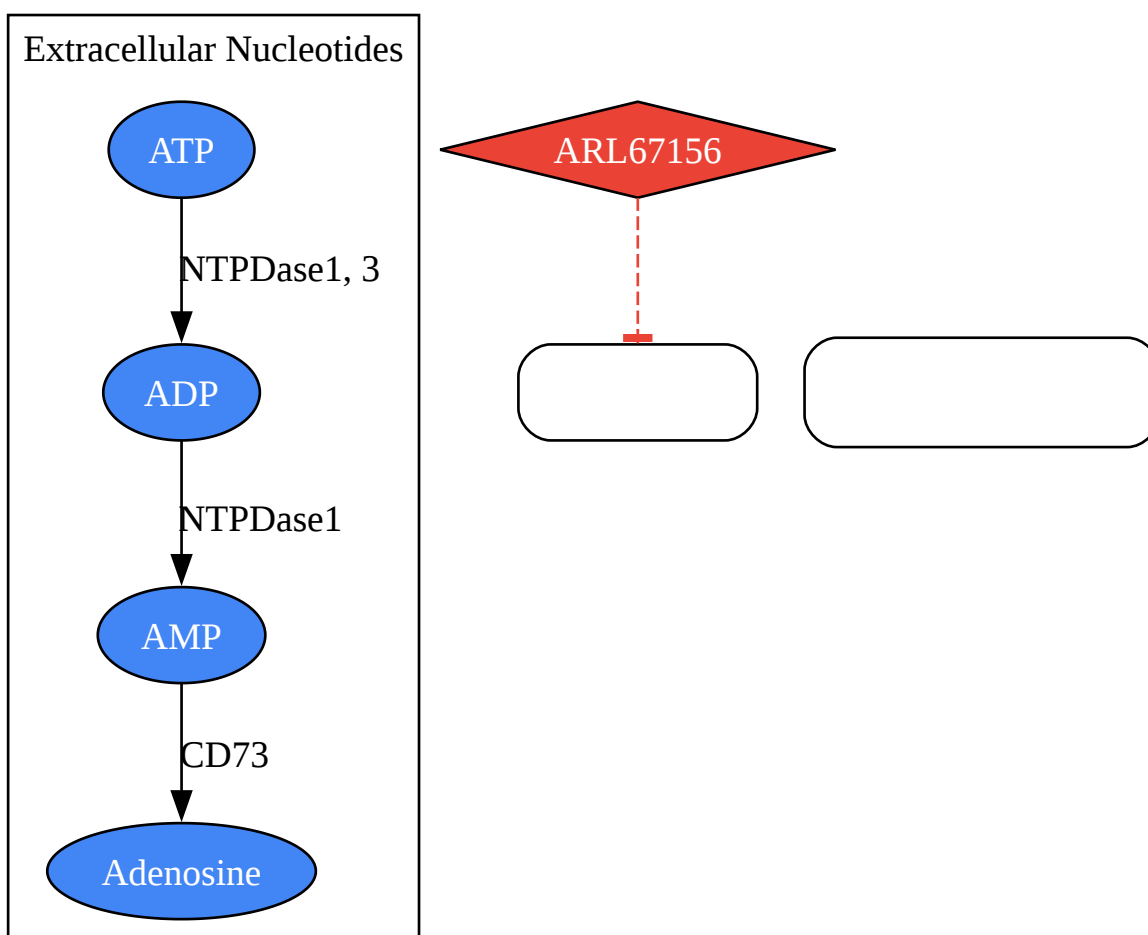 Extracellular Nucleotides
ATP
ARL67156
NTPDase1, 3
ADP
NTPDase1
AMP
CD73
Adenosine